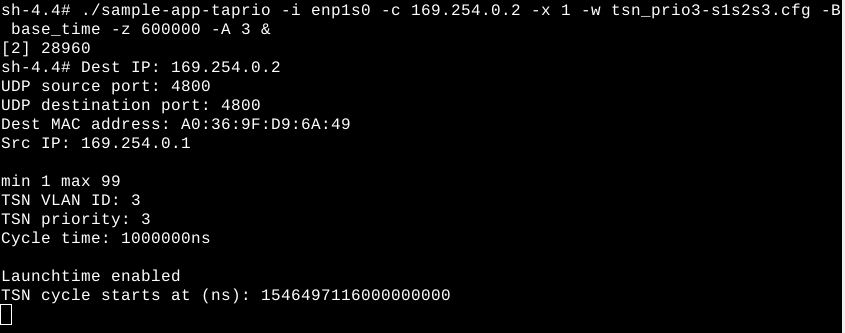 sh-4.4# ./sample-app-taprio -i enp1s0 -c 169.254.0.2 -x 1 -w tsn_prio3-s1s2s3.cfg -B
 base_time -z 600000 -A 3 &
[2] 28960
sh-4.4# Dest IP: 169.254.0.2
UDP source port: 4800
UDP destination port: 4800
Dest MAC address: A0:36:9F:D9:6A:49
Src IP: 169.254.0.1
min 1 max 99
TSN VLAN ID: 3
TSN priority: 3
Cycle time: 1000000ns
Launchtime enabled
TSN cycle starts at (ns): 1546497116000000000